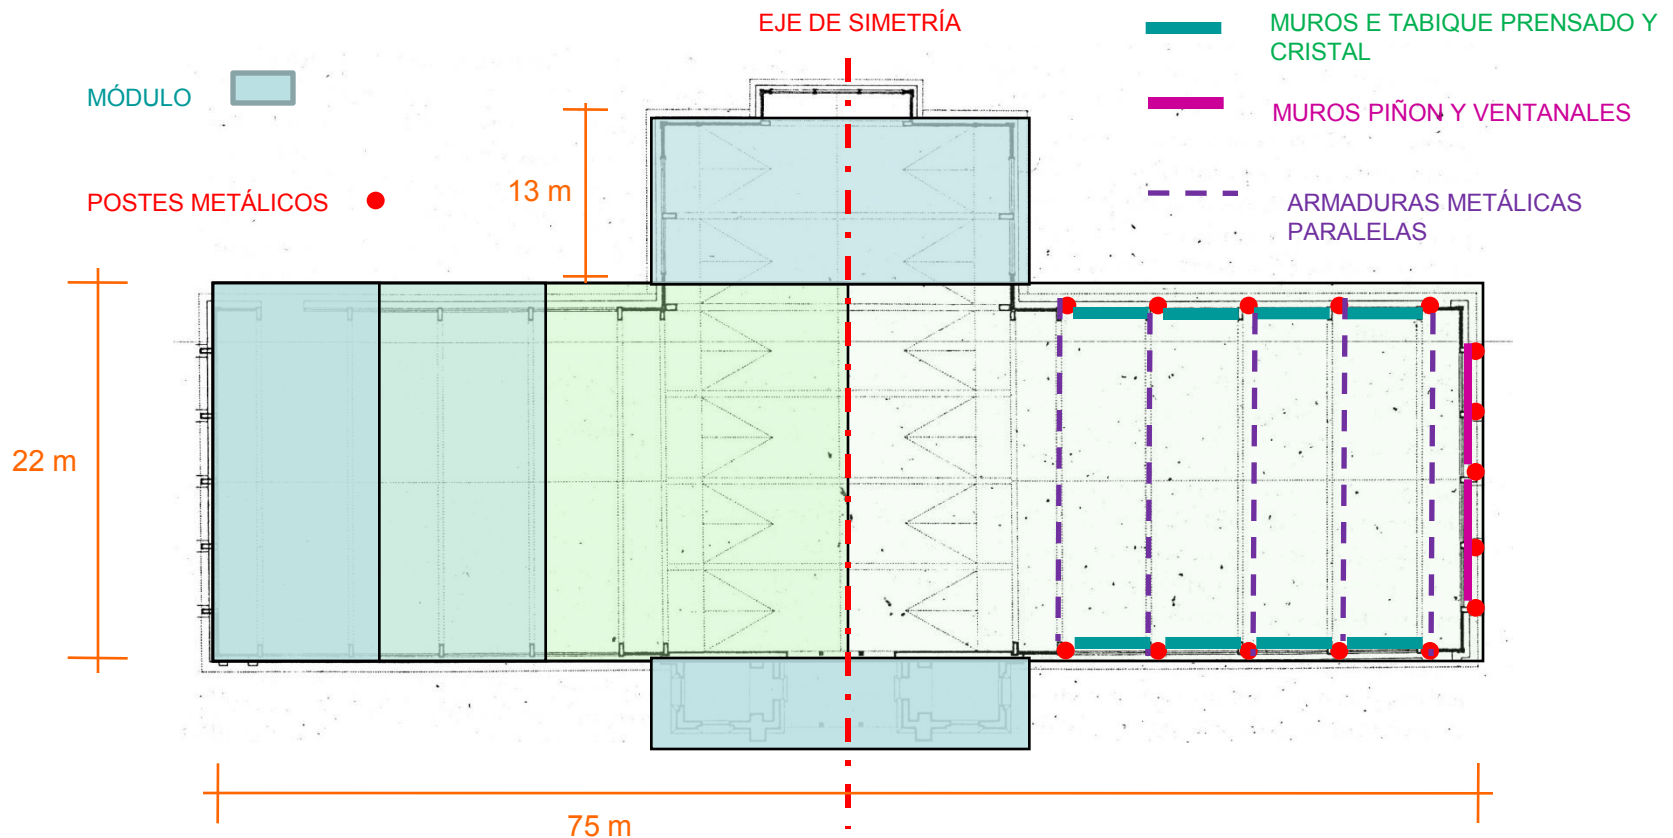 EJE DE SIMETRÍA
MUROS E TABIQUE PRENSADO Y
CRISTAL
MÓDULO
MUROS PIÑON Y VENTANALES
13 m
POSTES METÁLICOS
ARMADURAS METÁLICAS
PARALELAS
22 m
75 m